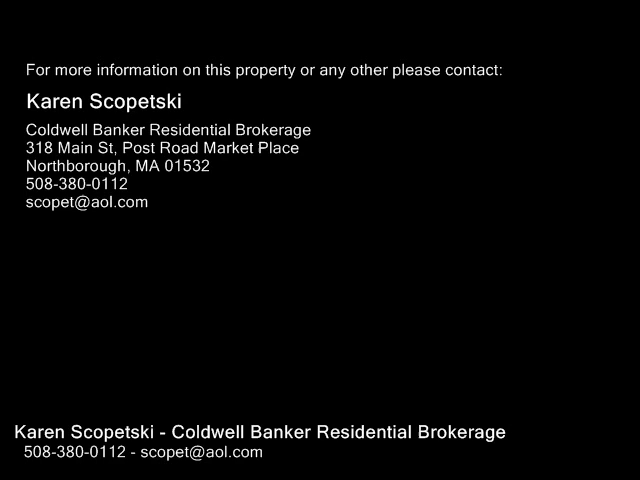 For more information on this property or any other please contact:
Karen Scopetski
Coldwell Banker Residential Brokerage
318 Main St, Post Road Market Place
Northborough, MA 01532
508-380-0112
scopet@aol.com
Karen Scopetski - Coldwell Banker Residential Brokerage
508-380-0112 - scopet@aol.com